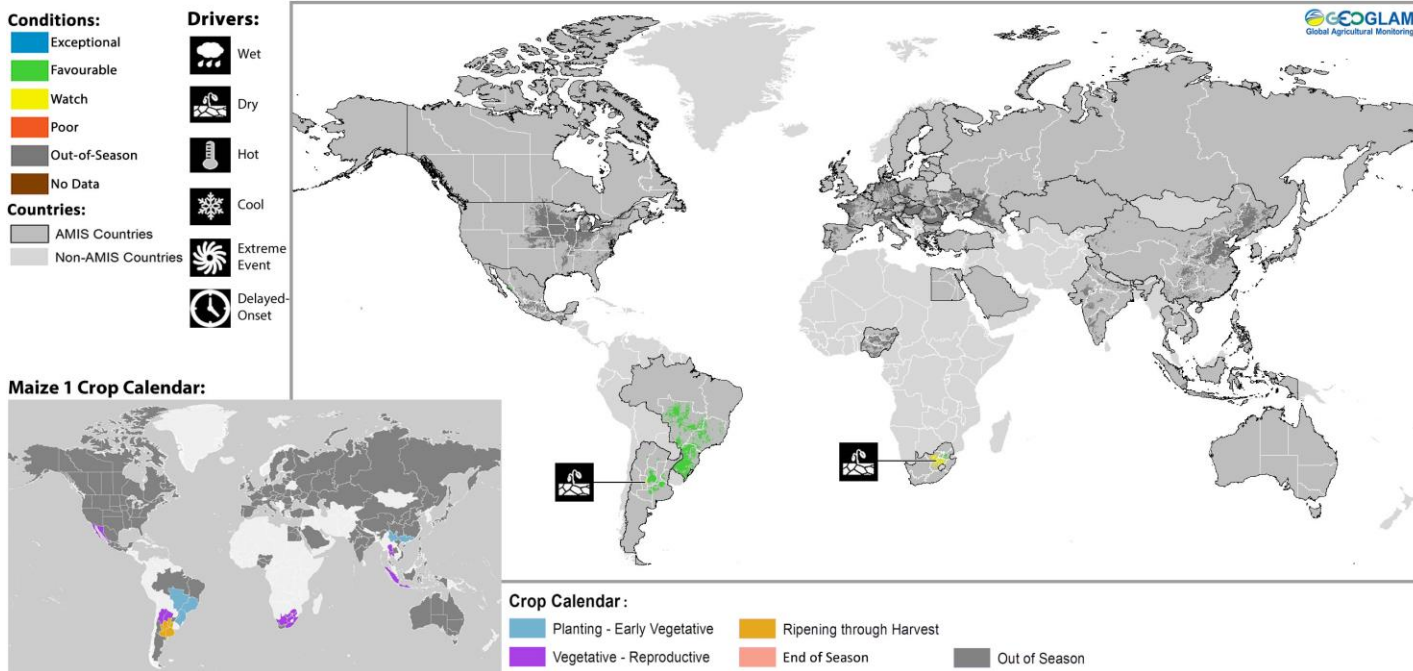 Conditions:
Exceptional
Favourable
Watch
Poor
Out-of-Season
No Data
Countries:
AMIS Countries
Non-AMIS Countries
Drivers:
Wet
Dry
Hot
Cool
Extreme
Event
Delayed-
Onset
GEOGLAM
Global Agricultural Monitoring
Maize 1 Crop Calendar:
Crop Calendar :
Planting - Early Vegetative
Ripening through Harvest
Vegetative - Reproductive
End of Season
Out of Season